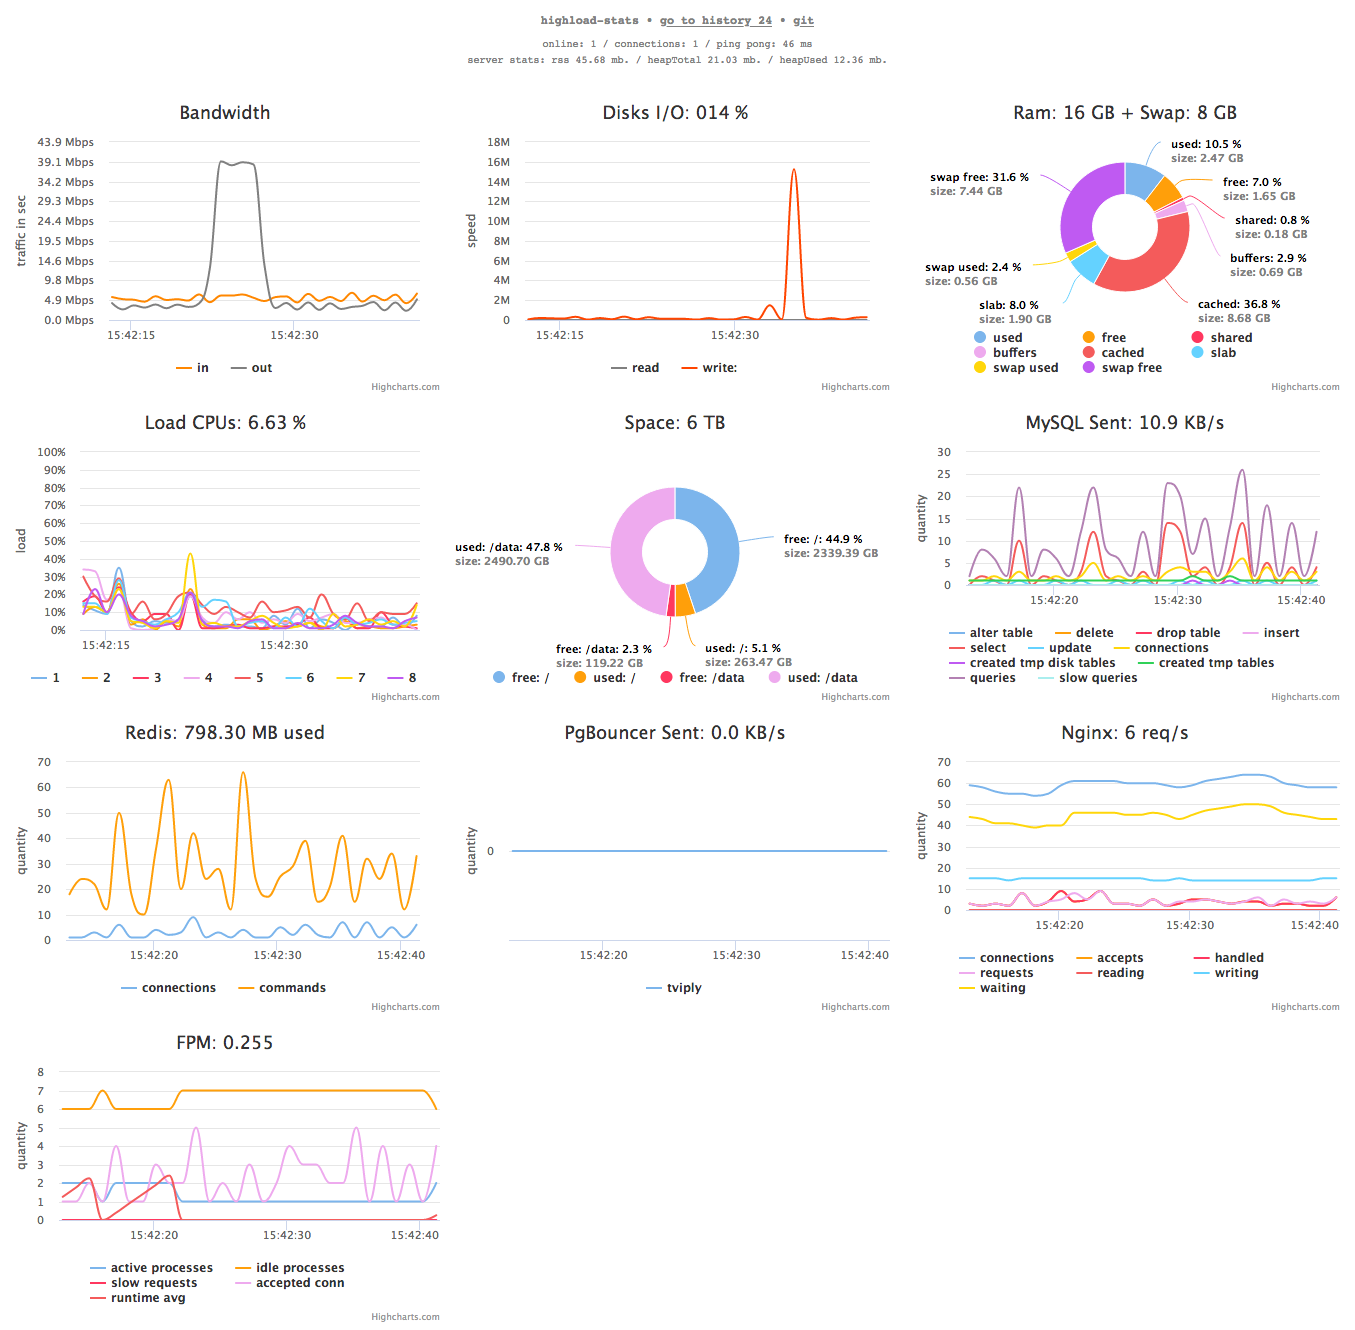 highload-stats • go to history 24 • git
online: 1 / connections: 1 / ping pong: 46 ms
server stats: rss 45.68 mb. / heapTotal 21.03 mb. / heapUsed 12.36 mb.
Bandwidth
traffic in sec
43.9 Mbps
39.1 Mbps
34.2 Mbps
29.3 Mbps
24.4 Mbps
19.5 Mbps
14.6 Mbps
9.8 Mbps
4.9 Mbps
0.0 Mbps
15:42:15 15:42:30
in out
Highcharts.com
Disks I/O: 014 %
speed
18M
16M
14M
12M
10M
8M
6M
4M
2M
0
15:42:15 15:42:30
read write:
Highcharts.com
Ram: 16 GB + Swap: 8 GB
used: 10.5 %
size: 2.47 GB
free: 7.0 %
size: 1.65 GB
shared: 0.8 %
size: 0.18 GB
buffers: 2.9 %
size: 0.69 GB
cached: 36.8 %
size: 8.68 GB
slab: 8.0 %
size: 1.90 GB
swap used: 2.4 %
size: 0.56 GB
swap free: 31.6 %
size: 7.44 GB
used free shared
buffers cached slab
swap used swap free
Highcharts.com
Load CPUs: 6.63 %
load
100%
90%
80%
70%
60%
50%
40%
30%
20%
10%
0%
15:42:15 15:42:30
1 2 3 4 5 6 7 8
Highcharts.com
Space: 6 TB
free: /: 44.9 %
size: 2339.39 GB
used: /: 5.1 %
size: 263.47 GB
free: /data: 2.3 %
size: 119.22 GB
used: /data: 47.8 %
size: 2490.70 GB
free: / used: / free: /data used: /data
Highcharts.com
MySQL Sent: 10.9 KB/s
quantity
30
25
20
15
10
5
0
15:42:20 15:42:30 15:42:40
alter table delete drop table insert
select update connections
created tmp disk tables created tmp tables
queries slow queries
Highcharts.com
Redis: 798.30 MB used
quantity
70
60
50
40
30
20
10
0
15:42:20 15:42:30 15:42:40
connections commands
Highcharts.com
PgBouncer Sent: 0.0 KB/s
quantity
0
15:42:20 15:42:30 15:42:40
tviply
Highcharts.com
Nginx: 6 req/s
quantity
70
60
50
40
30
20
10
0
15:42:20 15:42:30 15:42:40
connections accepts handled
requests reading writing
waiting
Highcharts.com
FPM: 0.255
quantity
8
7
6
5
4
3
2
1
0
15:42:20 15:42:30 15:42:40
active processes idle processes
slow requests accepted conn
runtime avg
Highcharts.com